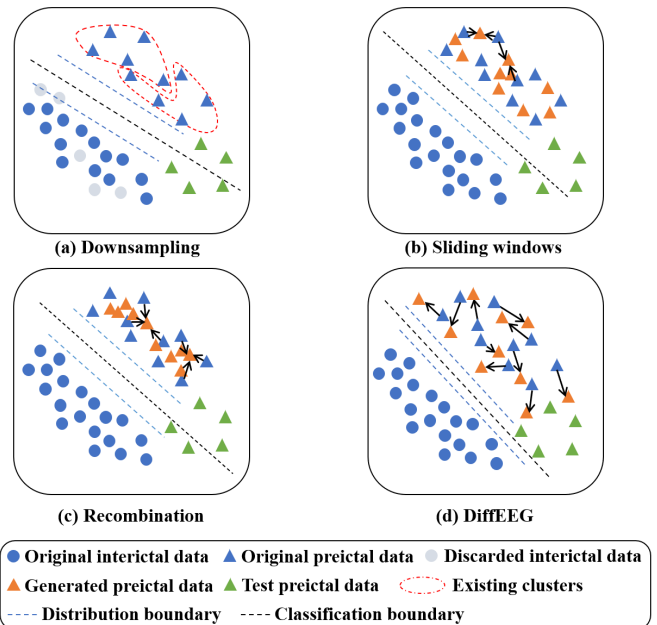 (a) Downsampling
(b) Sliding windows
(c) Recombination
(d) DiffEEG
Original interictal data Original preictal data Discarded interictal data
Generated preictal data Test preictal data Existing clusters
Distribution boundary Classification boundary